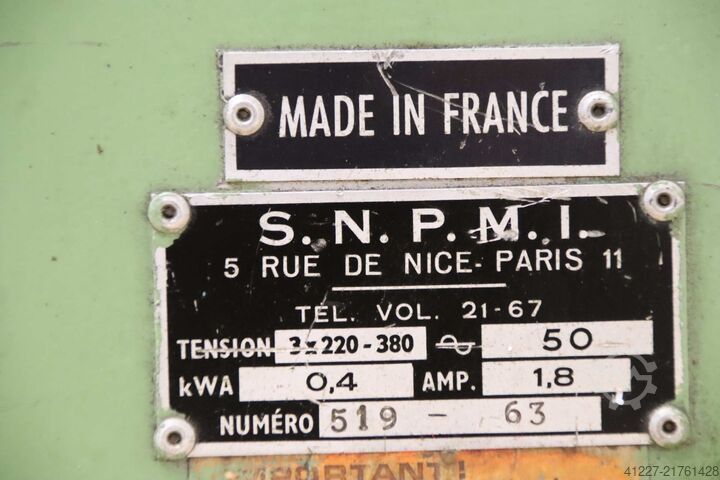 MADE IN FRANCE
S. N. P. M. I.
5 RUE DE NICE- PARIS 11
TEL. VOL. 21-67
TENSION 3x220-380 50
kWA 0,4 AMP. 1,8
NUMÉRO 519 - 63
IMPORTANT!
41227-21761428